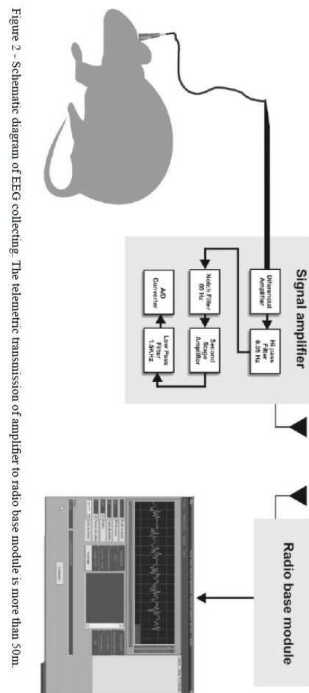 Signal amplifier
Diferencial
Amplifier
Hi pass
Filter
0.05 Hz
Notch Filter
60 Hz
Second
Stage
Amplifier
A/D
Converter
Low Pass
Filter
1.5KHz
Radio base module
Figure 2 - Schematic diagram of EEG collecting. The telemetric transmission of amplifier to radio base module is more than 50m.